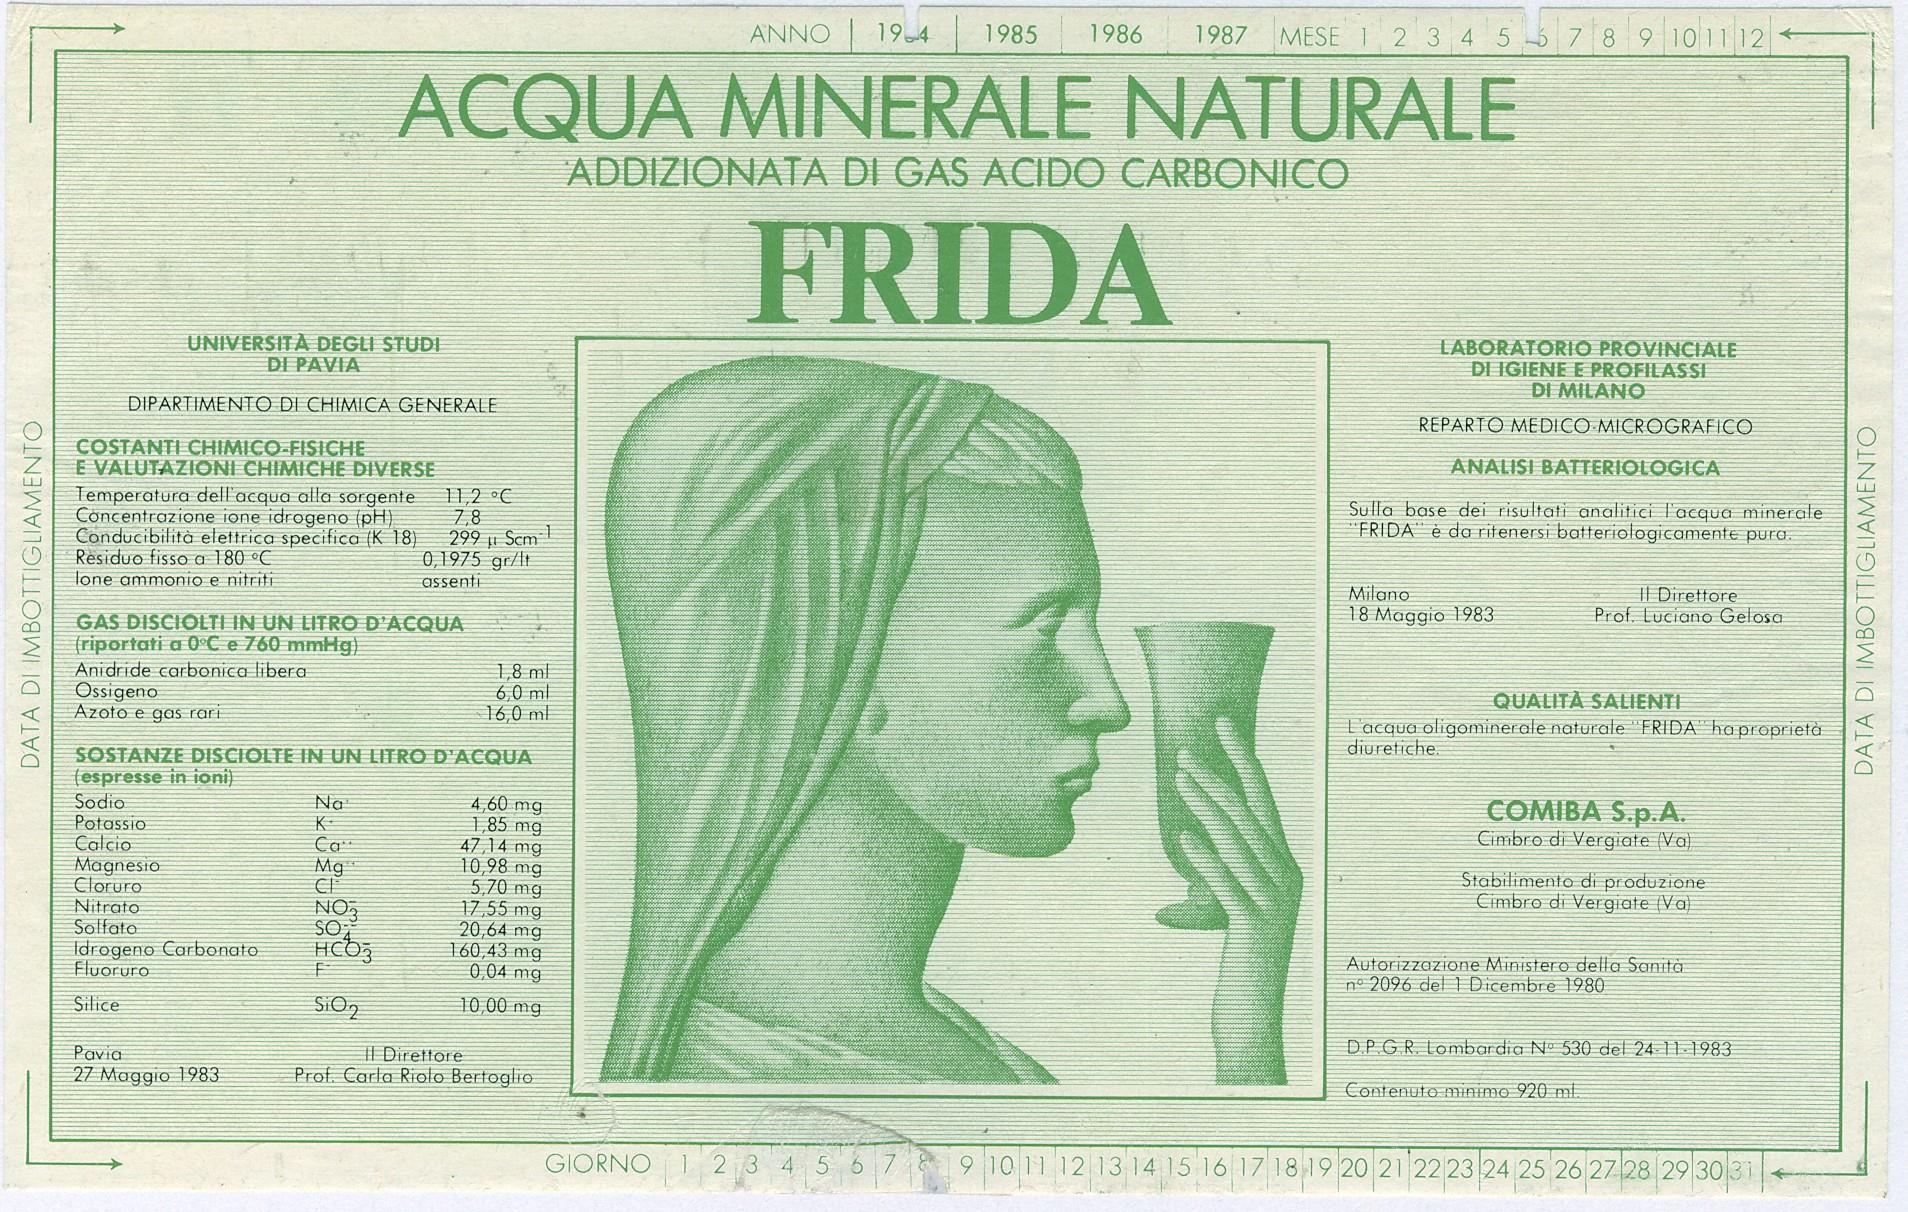 ANNO 1984 1985 1986 1987 MESE 1 2 3 4 5 6 7 8 9 10 11 12
ACQUA MINERALE NATURALE
ADDIZIONATA DI GAS ACIDO CARBONICO
FRIDA
DATA DI IMBOTTIGLIAMENTO
UNIVERSITÀ DEGLI STUDI
DI PAVIA
DIPARTIMENTO DI CHIMICA GENERALE
COSTANTI CHIMICO-FISICHE
E VALUTAZIONI CHIMICHE DIVERSE
Temperatura dell'acqua alla sorgente 11,2 °C
Concentrazione ione idrogeno (pH) 7,8
Conducibilità elettrica specifica (K 18) 299 µ Scm⁻¹
Residuo fisso a 180 °C 0,1975 gr/lt
Ione ammonio e nitriti assenti
GAS DISCIOLTI IN UN LITRO D'ACQUA
(riportati a 0°C e 760 mmHg)
Anidride carbonica libera 1,8 ml
Ossigeno 6,0 ml
Azoto e gas rari 16,0 ml
SOSTANZE DISCIOLTE IN UN LITRO D'ACQUA
(espresse in ioni)
Sodio Na· 4,60 mg
Potassio K· 1,85 mg
Calcio Ca·· 47,14 mg
Magnesio Mg·· 10,98 mg
Cloruro Cl⁻ 5,70 mg
Nitrato NO₃⁻ 17,55 mg
Solfato SO₄⁻⁻ 20,64 mg
Idrogeno Carbonato HCO₃⁻ 160,43 mg
Fluoruro F⁻ 0,04 mg
Silice SiO₂ 10,00 mg
Pavia Il Direttore
27 Maggio 1983 Prof. Carla Riolo Bertoglio
LABORATORIO PROVINCIALE
DI IGIENE E PROFILASSI
DI MILANO
REPARTO MEDICO-MICROGRAFICO
ANALISI BATTERIOLOGICA
Sulla base dei risultati analitici l'acqua minerale
"FRIDA" è da ritenersi batteriologicamente pura.
Milano Il Direttore
18 Maggio 1983 Prof. Luciano Gelosa
QUALITÀ SALIENTI
L'acqua oligominerale naturale "FRIDA" ha proprietà
diuretiche.
COMIBA S.p.A.
Cimbro di Vergiate (Va)
Stabilimento di produzione
Cimbro di Vergiate (Va)
Autorizzazione Ministero della Sanità
n° 2096 del 1 Dicembre 1980
D.P.G.R. Lombardia N° 530 del 24-11-1983
Contenuto minimo 920 ml.
DATA DI IMBOTTIGLIAMENTO
GIORNO 1 2 3 4 5 6 7 8 9 10 11 12 13 14 15 16 17 18 19 20 21 22 23 24 25 26 27 28 29 30 31